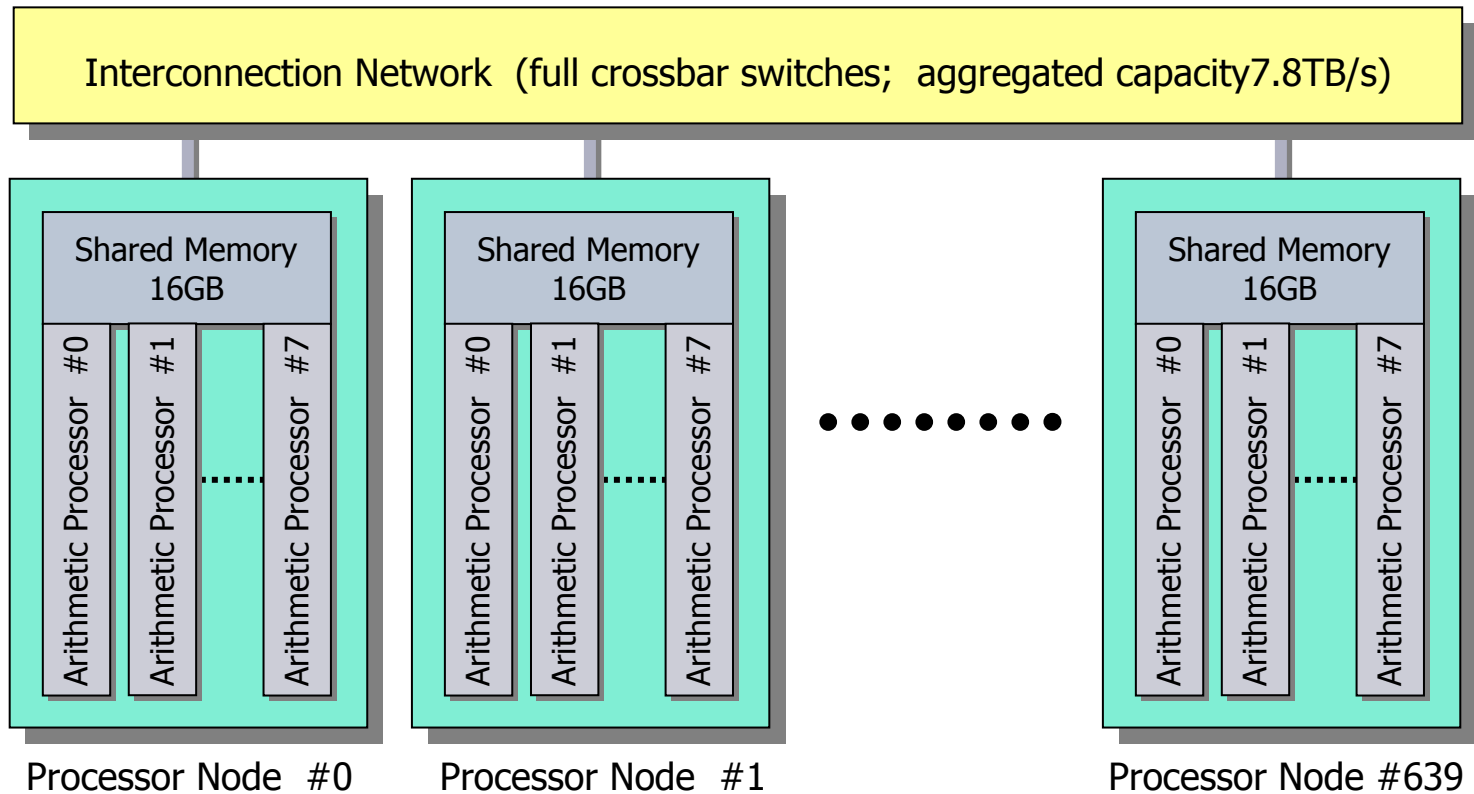 Interconnection Network (full crossbar switches; aggregated capacity7.8TB/s)
Shared Memory
16GB
Arithmetic Processor #0
Arithmetic Processor #1
Arithmetic Processor #7
Processor Node #0
Shared Memory
16GB
Arithmetic Processor #0
Arithmetic Processor #1
Arithmetic Processor #7
Processor Node #1
Shared Memory
16GB
Arithmetic Processor #0
Arithmetic Processor #1
Arithmetic Processor #7
Processor Node #639